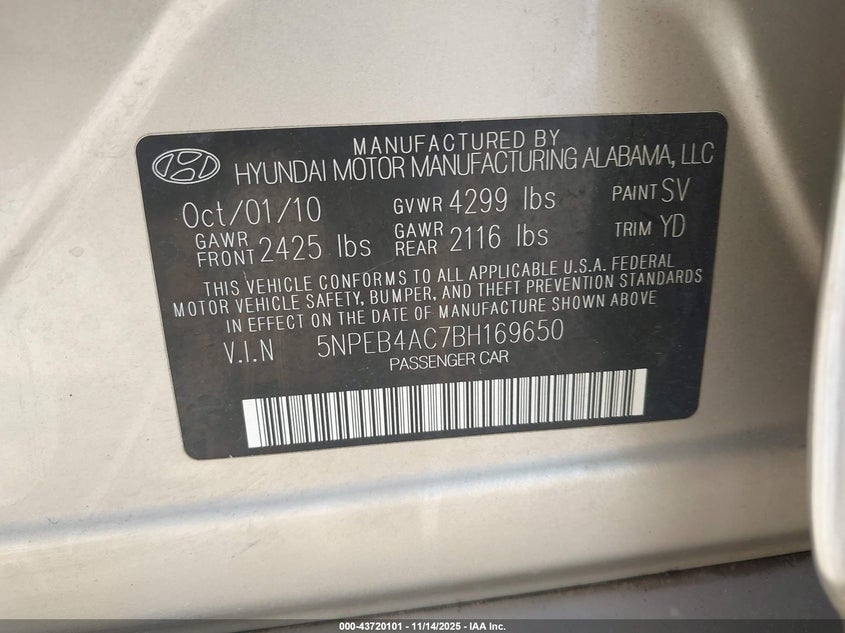 MANUFACTURED BY
HYUNDAI MOTOR MANUFACTURING ALABAMA, LLC
Oct/01/10 GVWR 4299 lbs PAINT SV
GAWR FRONT 2425 lbs GAWR REAR 2116 lbs TRIM YD
THIS VEHICLE CONFORMS TO ALL APPLICABLE U.S.A. FEDERAL
MOTOR VEHICLE SAFETY, BUMPER, AND THEFT PREVENTION STANDARDS
IN EFFECT ON THE DATE OF MANUFACTURE SHOWN ABOVE
V.I.N 5NPEB4AC7BH169650
PASSENGER CAR
000-43720101 - 11/14/2025 - IAA Inc.